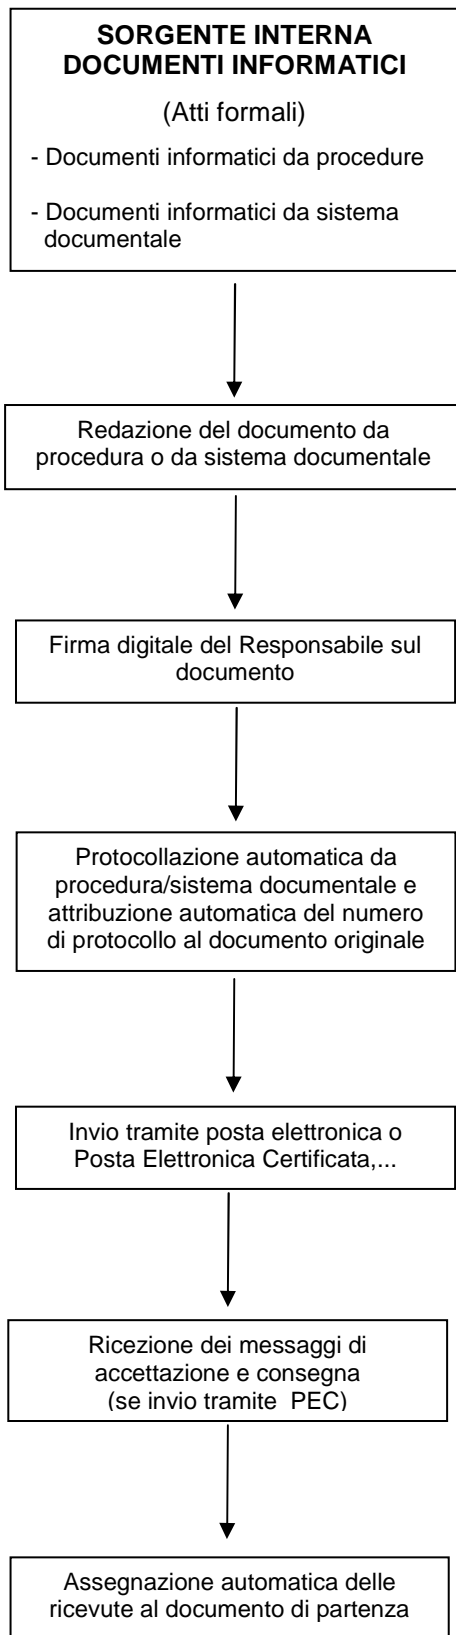 SORGENTE INTERNA
DOCUMENTI INFORMATICI
(Atti formali)
- Documenti informatici da procedure
- Documenti informatici da sistema
documentale
Redazione del documento da
procedura o da sistema documentale
Firma digitale del Responsabile sul
documento
Protocollazione automatica da
procedura/sistema documentale e
attribuzione automatica del numero
di protocollo al documento originale
Invio tramite posta elettronica o
Posta Elettronica Certificata,...
Ricezione dei messaggi di
accettazione e consegna
(se invio tramite PEC)
Assegnazione automatica delle
ricevute al documento di partenza